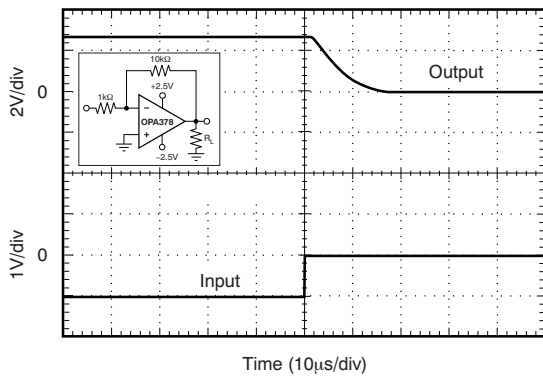 2V/div
0
10kΩ
1kΩ
+2.5V
−
OPA378
+
R_L
−2.5V
Output
1V/div
0
Input
Time (10µs/div)